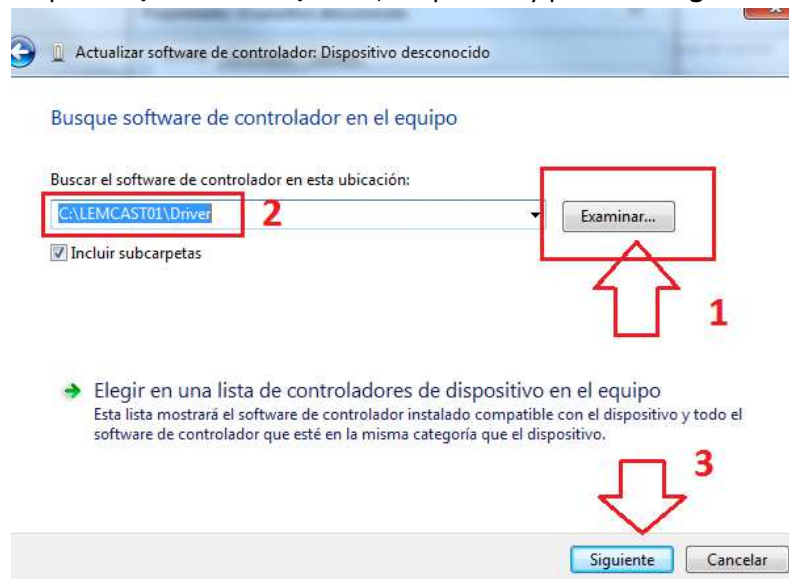 Actualizar software de controlador: Dispositivo desconocido
Busque software de controlador en el equipo
Buscar el software de controlador en esta ubicación:
C:\LEMCAST01\Driver 2 Examinar...
Incluir subcarpetas
1
Elegir en una lista de controladores de dispositivo en el equipo
Esta lista mostrará el software de controlador instalado compatible con el dispositivo y todo el
software de controlador que esté en la misma categoría que el dispositivo.
3
Siguiente Cancelar